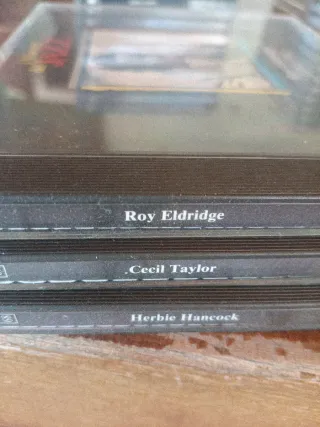 Roy Eldridge
.Cecil Taylor
Herbie Hancock